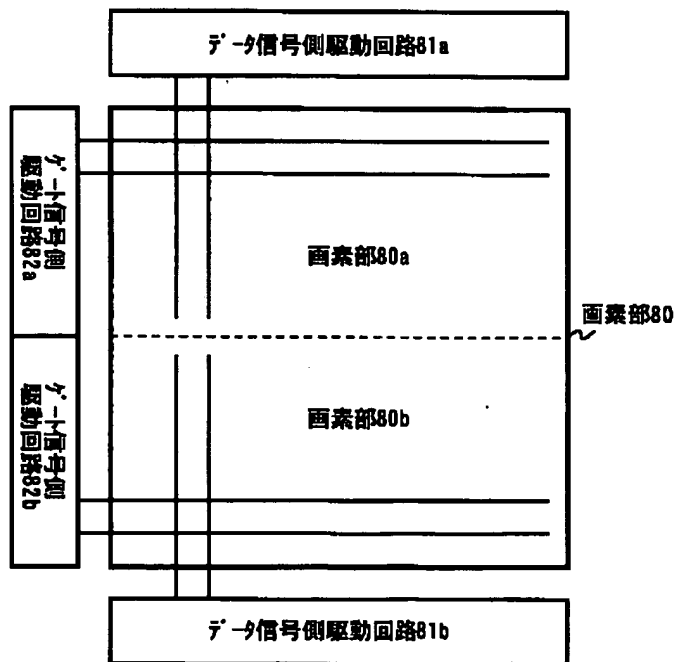 データ信号側駆動回路81a
ゲート信号側
駆動回路82a
画素部80a
画素部80
ゲート信号側
駆動回路82b
画素部80b
データ信号側駆動回路81b